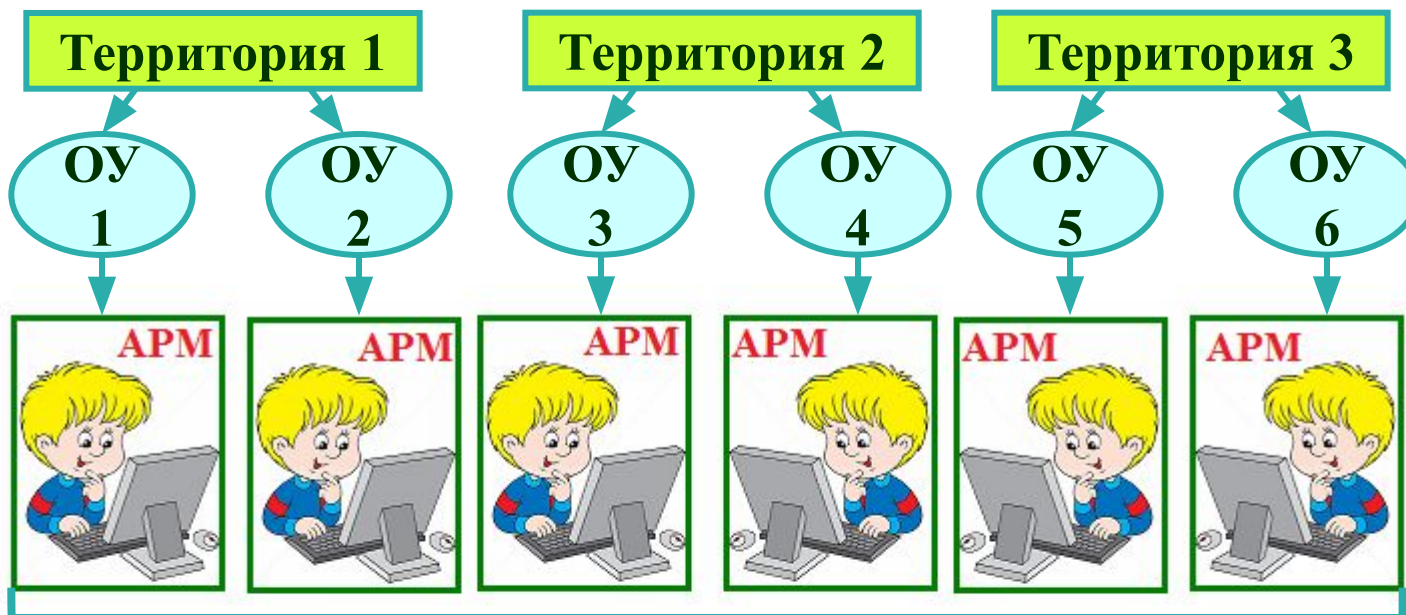 Территория 1
Территория 2
Территория 3
ОУ
1
ОУ
2
ОУ
3
ОУ
4
ОУ
5
ОУ
6
АРМ
АРМ
АРМ
АРМ
АРМ
АРМ